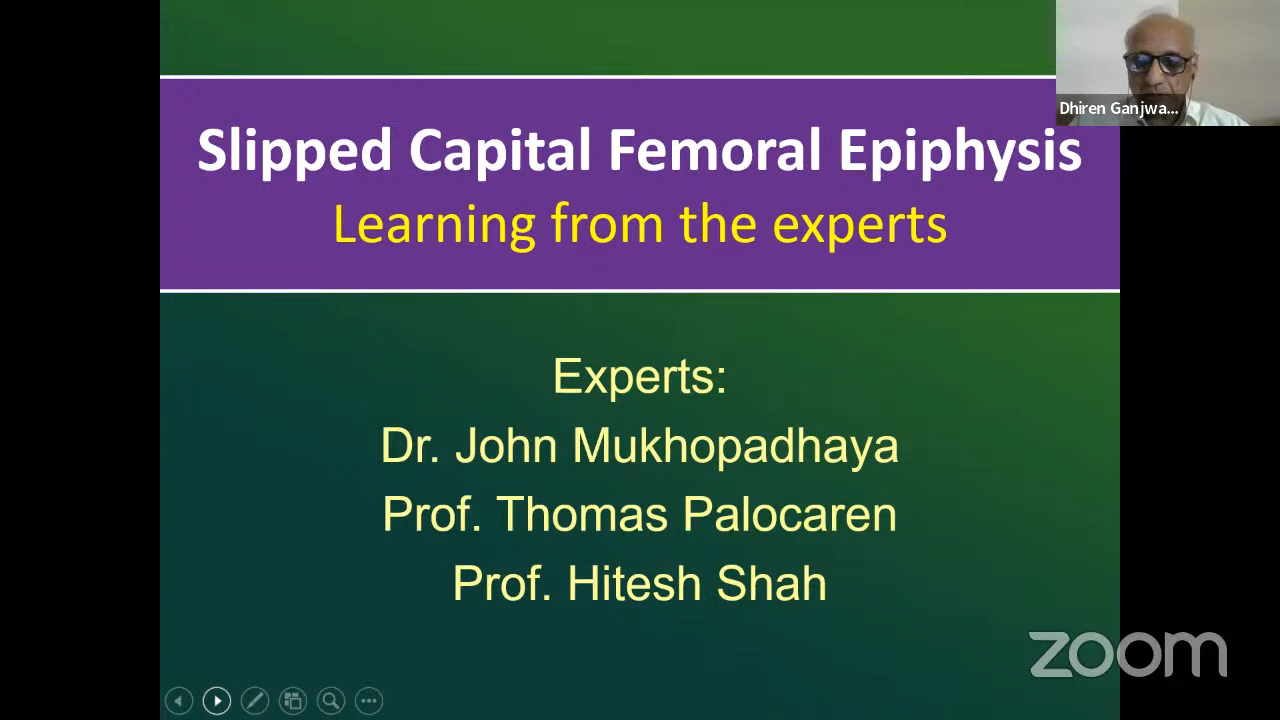 Slipped Capital Femoral Epiphysis
Learning from the experts
Dhiren Ganjwa...
Experts:
Dr. John Mukhopadhaya
Prof. Thomas Palocaren
Prof. Hitesh Shah
zoom